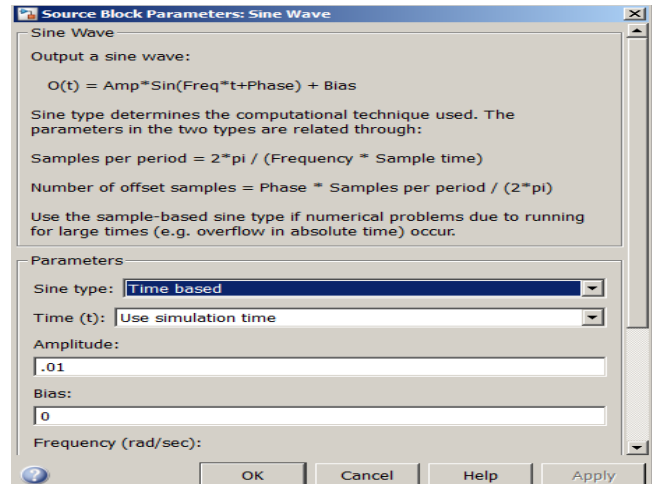 Source Block Parameters: Sine Wave
Sine Wave
Output a sine wave:
O(t) = Amp*Sin(Freq*t+Phase) + Bias
Sine type determines the computational technique used. The
parameters in the two types are related through:
Samples per period = 2*pi / (Frequency * Sample time)
Number of offset samples = Phase * Samples per period / (2*pi)
Use the sample-based sine type if numerical problems due to running
for large times (e.g. overflow in absolute time) occur.
Parameters
Sine type: Time based
Time (t): Use simulation time
Amplitude:
.01
Bias:
0
Frequency (rad/sec):
OK Cancel Help Apply